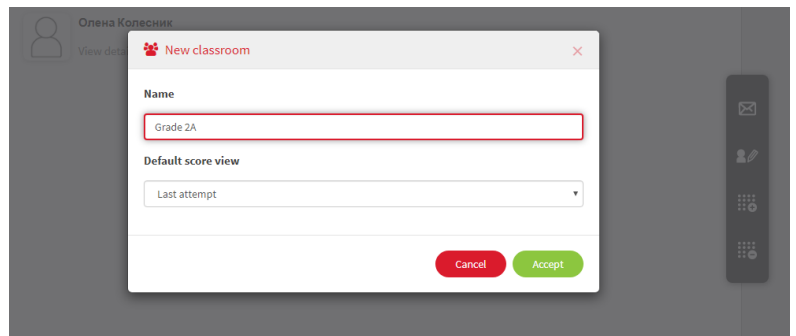 Олена Колесник
View deta
New classroom
Name
Grade 2A
Default score view
Last attempt
Cancel
Accept